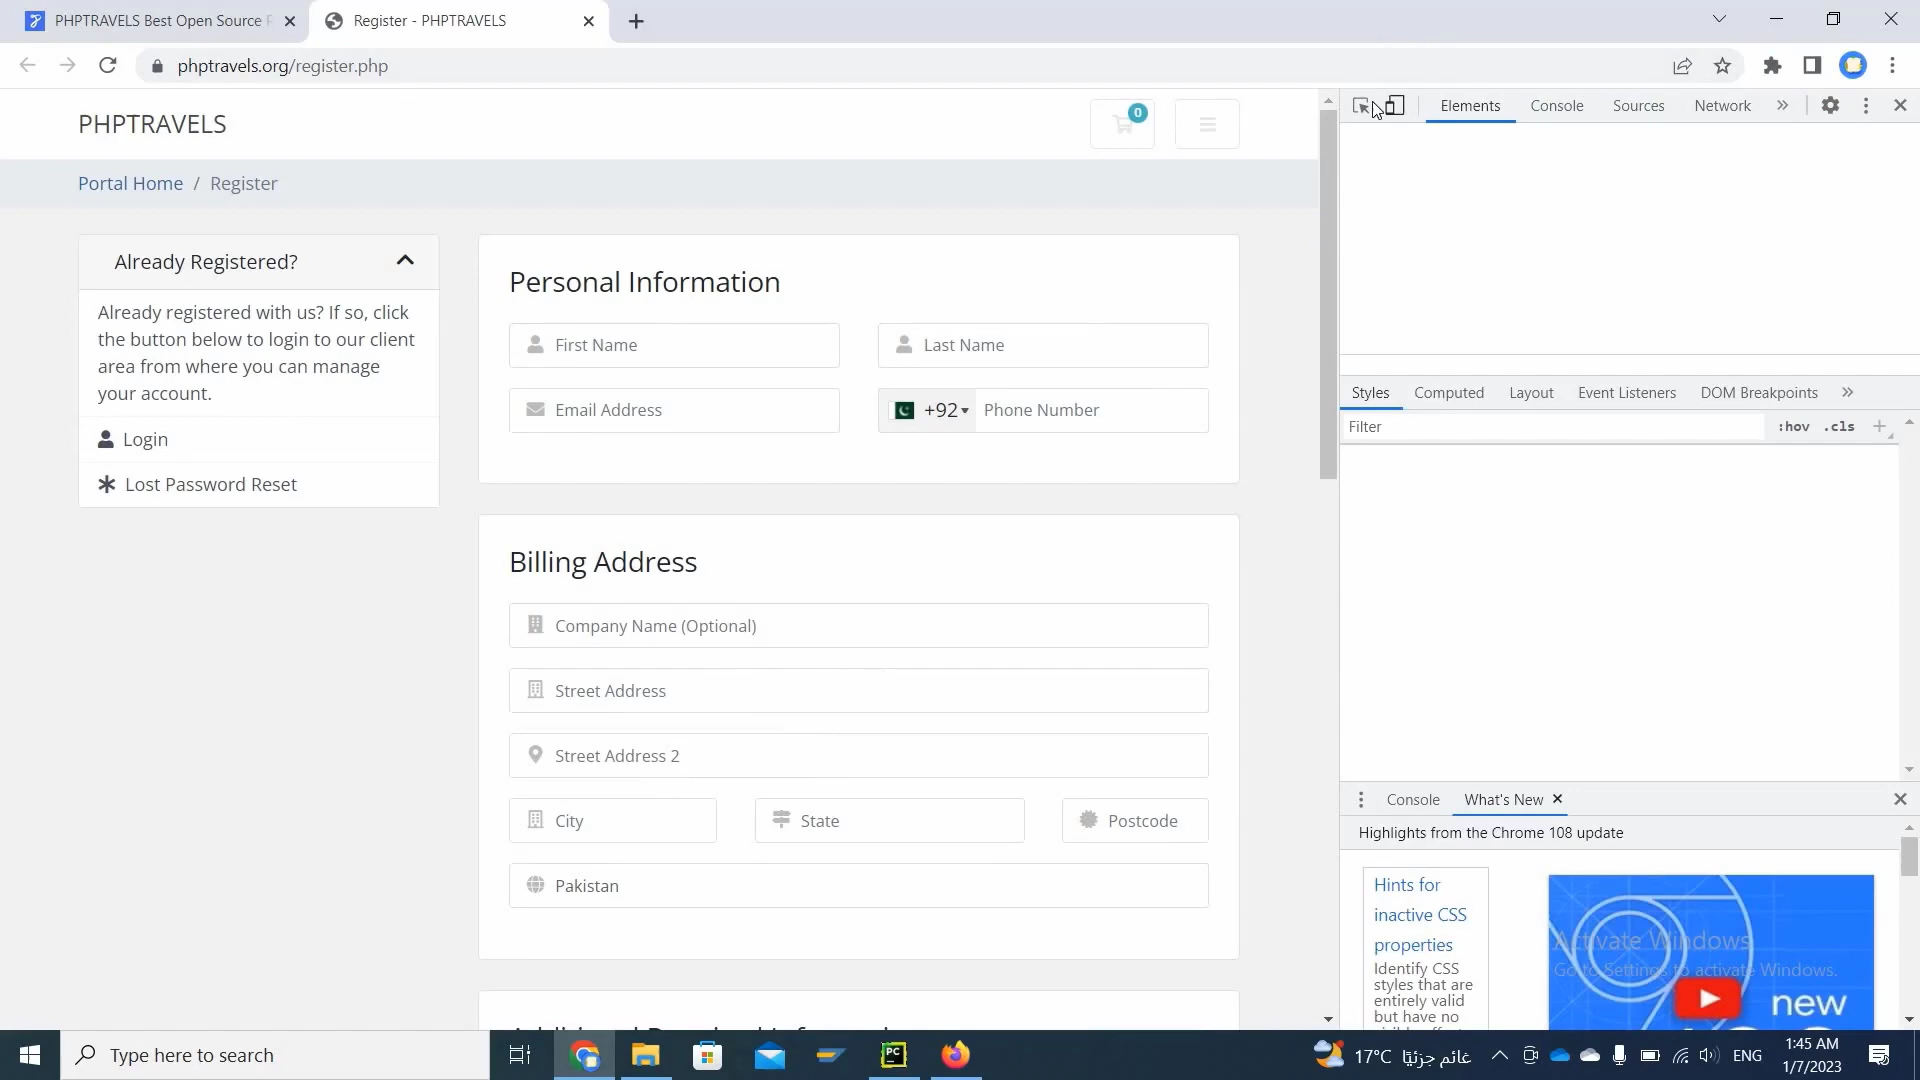 PHPTRAVELS Best Open Source
Register - PHPTRAVELS
phptravels.org/register.php
PHPTRAVELS
0
Portal Home / Register
Already Registered?
Already registered with us? If so, click
the button below to login to our client
area from where you can manage
your account.
Login
Lost Password Reset
Personal Information
First Name
Last Name
Email Address
+92
Phone Number
Billing Address
Company Name (Optional)
Street Address
Street Address 2
City
State
Postcode
Pakistan
Elements
Console
Sources
Network
Styles
Computed
Layout
Event Listeners
DOM Breakpoints
Filter
:hov
.cls
Console
What's New
Highlights from the Chrome 108 update
Hints for
inactive CSS
properties
Identify CSS
styles that are
entirely valid
but have no
new
Activate Windows
Go to Settings to activate Windows.
Type here to search
PC
17°C غائم جزئيًا
ENG
1:45 AM
1/7/2023